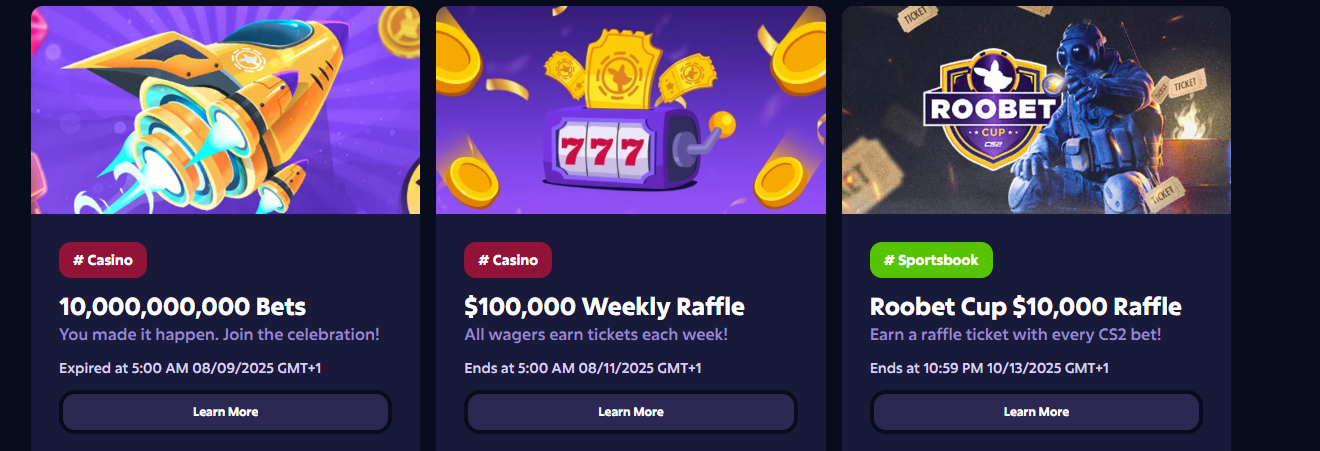 # Casino
10,000,000,000 Bets
You made it happen. Join the celebration!
Expired at 5:00 AM 08/09/2025 GMT+1
Learn More
777
# Casino
$100,000 Weekly Raffle
All wagers earn tickets each week!
Ends at 5:00 AM 08/11/2025 GMT+1
Learn More
TICKET
ROOBET
CUP
CS2
TICKET
TICKET
# Sportsbook
Roobet Cup $10,000 Raffle
Earn a raffle ticket with every CS2 bet!
Ends at 10:59 PM 10/13/2025 GMT+1
Learn More